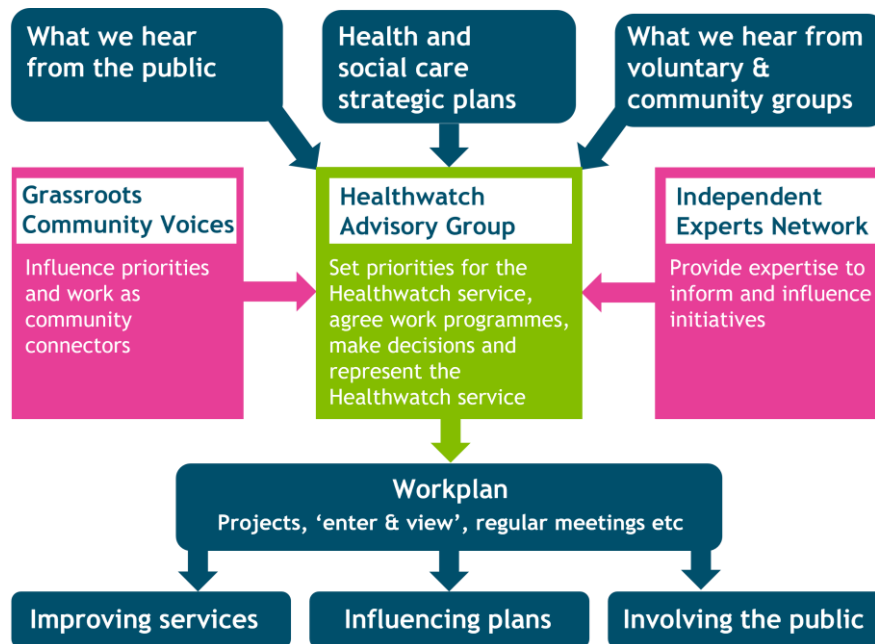 What we hear
from the public
Health and
social care
strategic plans
What we hear from
voluntary &
community groups
Grassroots
Community Voices
Influence priorities
and work as
community
connectors
Healthwatch
Advisory Group
Set priorities for the
Healthwatch service,
agree work programmes,
make decisions and
represent the
Healthwatch service
Independent
Experts Network
Provide expertise to
inform and influence
initiatives
Workplan
Projects, ‘enter & view’, regular meetings etc
Improving services
Influencing plans
Involving the public